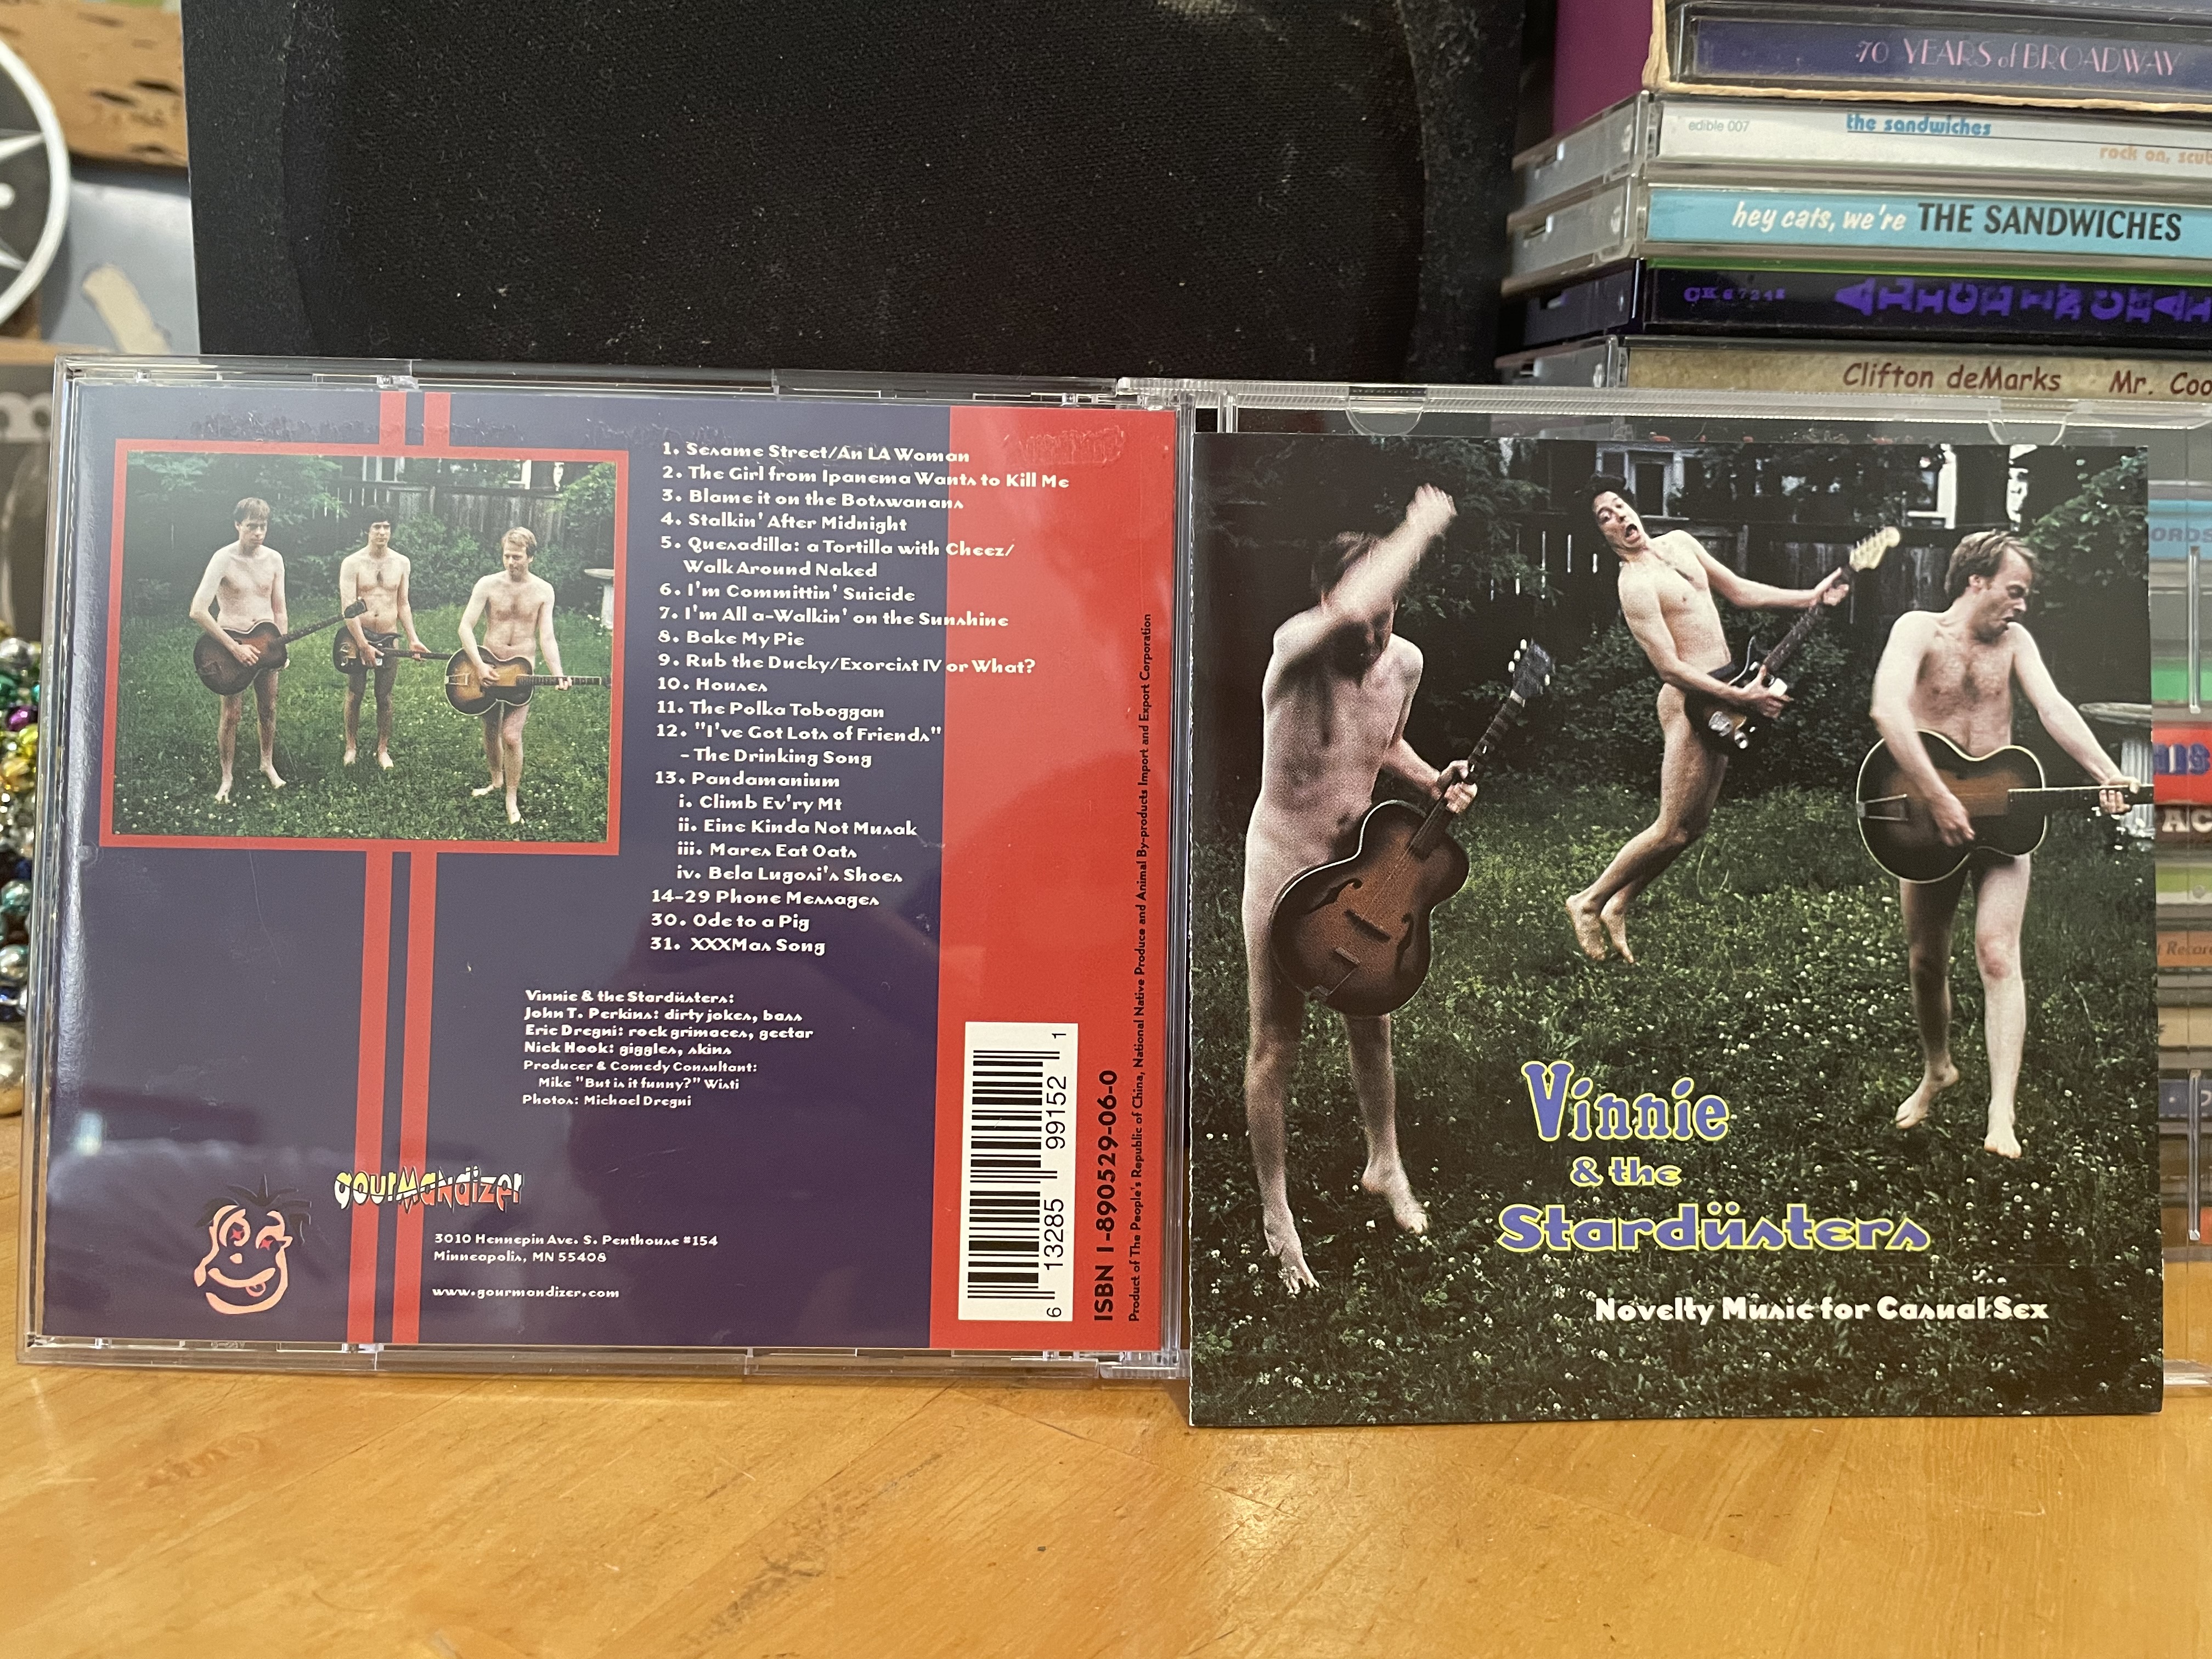 1. Sesame Street/An LA Woman
2. The Girl from Ipanema Wants to Kill Me
3. Blame it on the Botswanans
4. Stalkin' After Midnight
5. Quesadilla: a Tortilla with Cheez/
Walk Around Naked
6. I'm Committin' Suicide
7. I'm All a-Walkin' on the Sunshine
8. Bake My Pie
9. Rub the Ducky/Exorcist IV or What?
10. Houses
11. The Polka Toboggan
12. "I've Got Lots of Friends"
- The Drinking Song
13. Pandamanium
i. Climb Ev'ry Mt
ii. Eine Kinda Not Musak
iii. Mares Eat Oats
iv. Bela Lugosi's Shoes
14-29 Phone Messages
30. Ode to a Pig
31. XXXMas Song
Vinnie & the Stardüsters:
John T. Perkins: dirty jokes, bass
Eric Dregni: rock grimaces, geetar
Nick Hook: giggles, skins
Producer & Comedy Consultant:
Mike "But is it funny?" Wisti
Photos: Michael Dregni
gourmandizer
3010 Hennepin Ave. S. Penthouse #154
Minneapolis, MN 55408
www.gourmandizer.com
6 13285 99152 1
ISBN 1-890529-06-0
Product of The People's Republic of China, National Native Produce and Animal By-products Import and Export Corporation
Vinnie
& the
Stardüsters
Novelty Music for Casual Sex
70 YEARS of BROADWAY
edible 007
the sandwiches
rock on,
hey cats, we're THE SANDWICHES
CK 67248
ALICE IN
Clifton deMarks Mr.